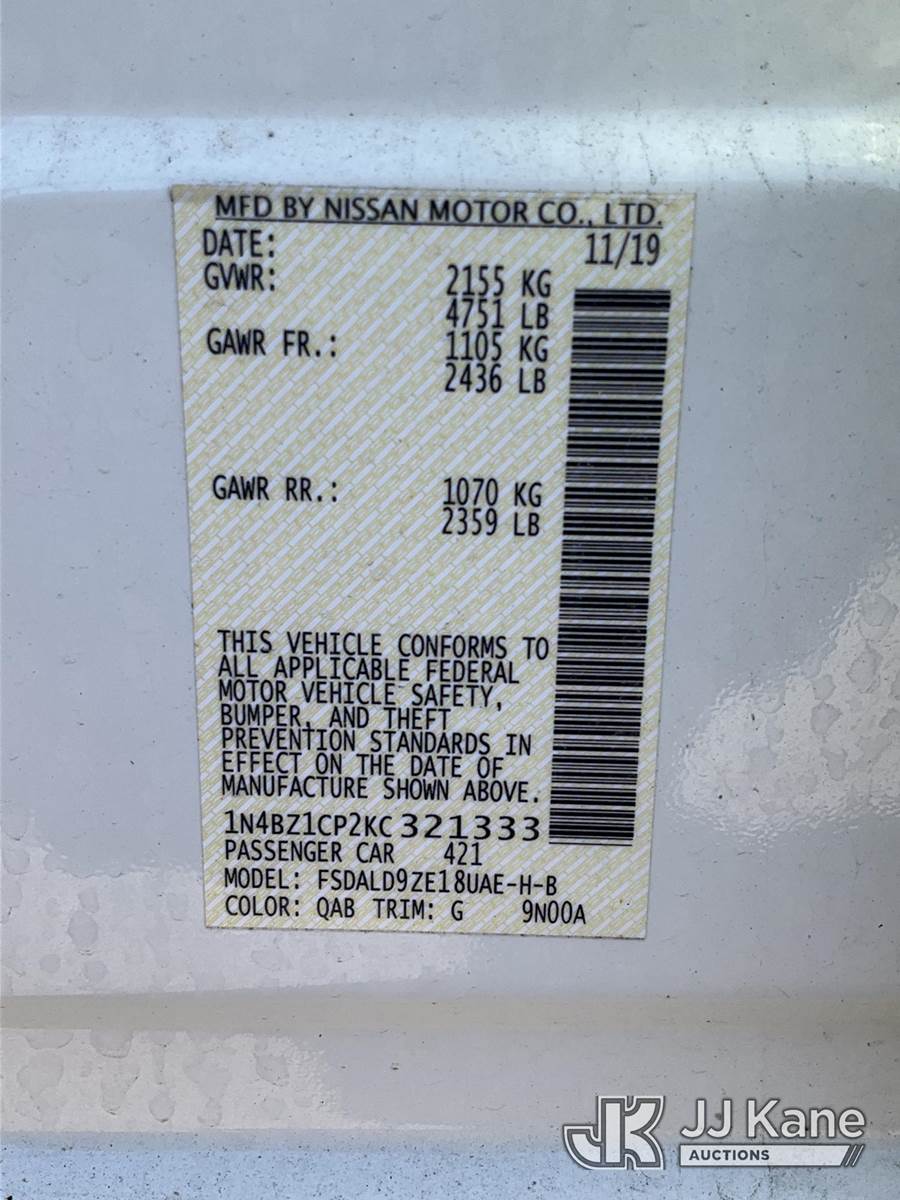 MFD BY NISSAN MOTOR CO., LTD.
DATE: 11/19
GVWR: 2155 KG
4751 LB
GAWR FR.: 1105 KG
2436 LB
GAWR RR.: 1070 KG
2359 LB
THIS VEHICLE CONFORMS TO
ALL APPLICABLE FEDERAL
MOTOR VEHICLE SAFETY,
BUMPER, AND THEFT
PREVENTION STANDARDS IN
EFFECT ON THE DATE OF
MANUFACTURE SHOWN ABOVE.
1N4BZ1CP2KC321333
PASSENGER CAR 421
MODEL: FSDALD9ZE18UAE-H-B
COLOR: QAB TRIM: G 9N00A
JK JJ Kane
AUCTIONS